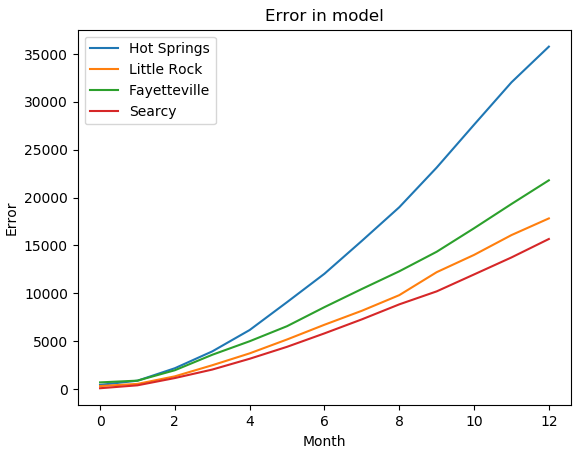 Error in model
Hot Springs
Little Rock
Fayetteville
Searcy
35000
30000
25000
20000
15000
10000
5000
0
Error
0 2 4 6 8 10 12
Month